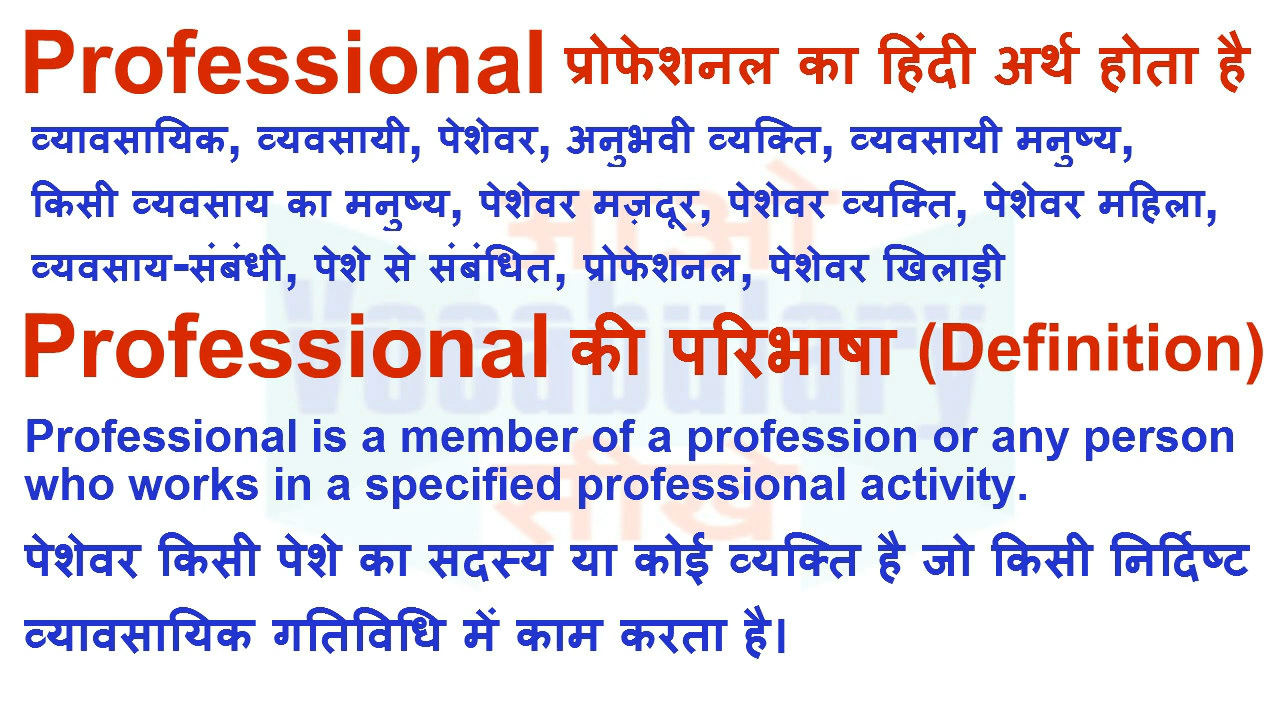 Professional प्रोफेशनल का हिंदी अर्थ होता है
व्यावसायिक, व्यवसायी, पेशेवर, अनुभवी व्यक्ति, व्यवसायी मनुष्य,
किसी व्यवसाय का मनुष्य, पेशेवर मज़दूर, पेशेवर व्यक्ति, पेशेवर महिला,
व्यवसाय-संबंधी, पेशे से संबंधित, प्रोफेशनल, पेशेवर खिलाड़ी
Professional की परिभाषा (Definition)
Professional is a member of a profession or any person
who works in a specified professional activity.
पेशेवर किसी पेशे का सदस्य या कोई व्यक्ति है जो किसी निर्दिष्ट
व्यावसायिक गतिविधि में काम करता है।
Vocabulary
सीखे